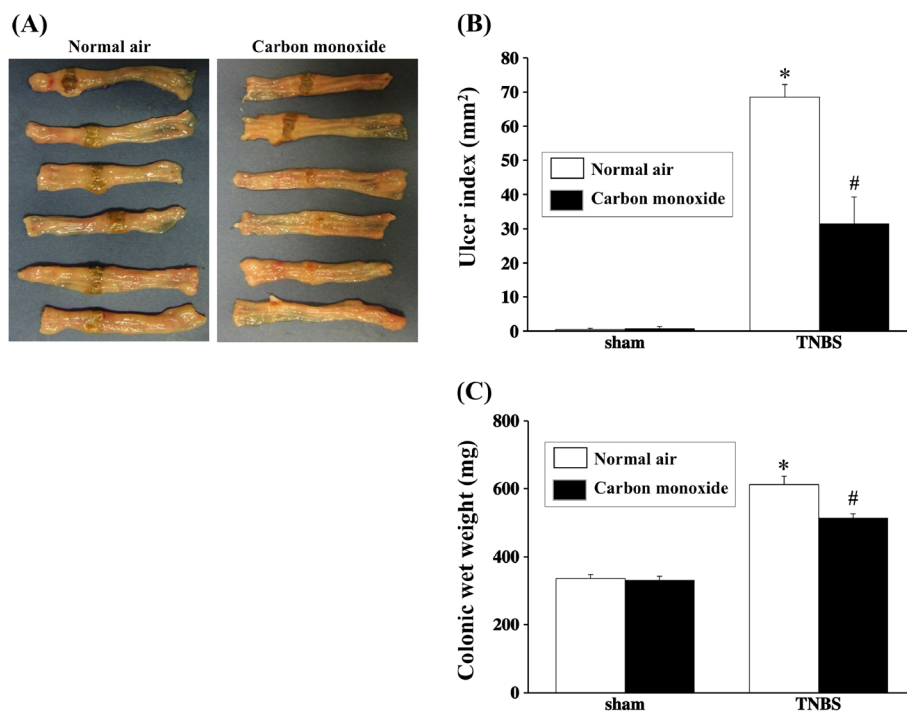 (A)
Normal air
Carbon monoxide
(B)
Ulcer index (mm²)
80
70
60
50
40
30
20
10
0
Normal air
Carbon monoxide
*
#
sham
TNBS
(C)
Colonic wet weight (mg)
800
600
400
200
0
Normal air
Carbon monoxide
*
#
sham
TNBS